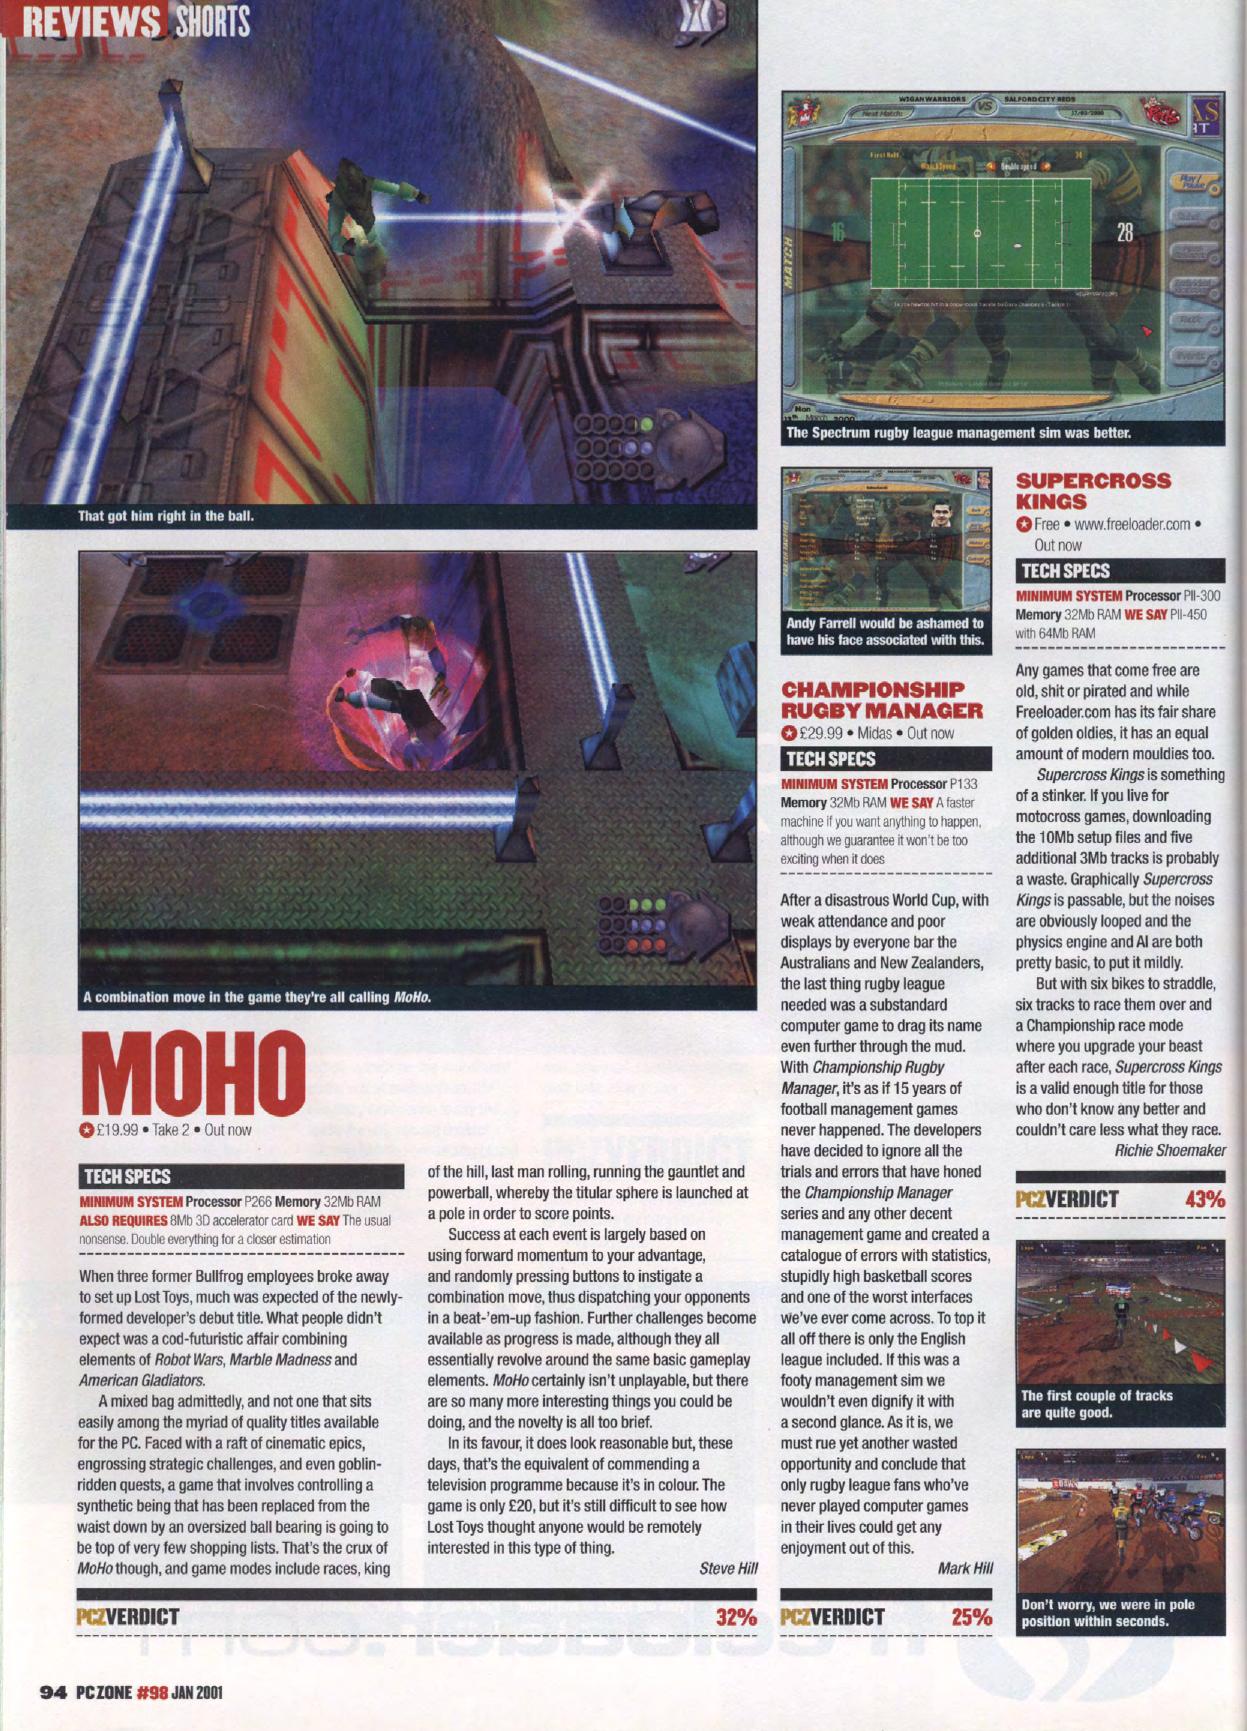 REVIEWS SHORTS
That got him right in the ball.
A combination move in the game they're all calling MoHo.
MOHO
£19.99 • Take 2 • Out now
TECH SPECS
MINIMUM SYSTEM Processor P266 Memory 32Mb RAM
ALSO REQUIRES 8Mb 3D accelerator card WE SAY The usual
nonsense. Double everything for a closer estimation
When three former Bullfrog employees broke away
to set up Lost Toys, much was expected of the newly-
formed developer's debut title. What people didn't
expect was a cod-futuristic affair combining
elements of Robot Wars, Marble Madness and
American Gladiators.
A mixed bag admittedly, and not one that sits
easily among the myriad of quality titles available
for the PC. Faced with a raft of cinematic epics,
engrossing strategic challenges, and even goblin-
ridden quests, a game that involves controlling a
synthetic being that has been replaced from the
waist down by an oversized ball bearing is going to
be top of very few shopping lists. That's the crux of
MoHo though, and game modes include races, king
of the hill, last man rolling, running the gauntlet and
powerball, whereby the titular sphere is launched at
a pole in order to score points.
Success at each event is largely based on
using forward momentum to your advantage,
and randomly pressing buttons to instigate a
combination move, thus dispatching your opponents
in a beat-'em-up fashion. Further challenges become
available as progress is made, although they all
essentially revolve around the same basic gameplay
elements. MoHo certainly isn't unplayable, but there
are so many more interesting things you could be
doing, and the novelty is all too brief.
In its favour, it does look reasonable but, these
days, that's the equivalent of commending a
television programme because it's in colour. The
game is only £20, but it's still difficult to see how
Lost Toys thought anyone would be remotely
interested in this type of thing.
Steve Hill
PCZVERDICT 32%
WIGAN WARRIORS VS SALFORD CITY REDS
Next Match:
First Half
Double speed
16
28
MATCH
Play/
Pause
Tactic
Events
Mon
March 2000
The Spectrum rugby league management sim was better.
Andy Farrell would be ashamed to
have his face associated with this.
CHAMPIONSHIP
RUGBY MANAGER
£29.99 • Midas • Out now
TECH SPECS
MINIMUM SYSTEM Processor P133
Memory 32Mb RAM WE SAY A faster
machine if you want anything to happen,
although we guarantee it won't be too
exciting when it does
After a disastrous World Cup, with
weak attendance and poor
displays by everyone bar the
Australians and New Zealanders,
the last thing rugby league
needed was a substandard
computer game to drag its name
even further through the mud.
With Championship Rugby
Manager, it's as if 15 years of
football management games
never happened. The developers
have decided to ignore all the
trials and errors that have honed
the Championship Manager
series and any other decent
management game and created a
catalogue of errors with statistics,
stupidly high basketball scores
and one of the worst interfaces
we've ever come across. To top it
all off there is only the English
league included. If this was a
footy management sim we
wouldn't even dignify it with
a second glance. As it is, we
must rue yet another wasted
opportunity and conclude that
only rugby league fans who've
never played computer games
in their lives could get any
enjoyment out of this.
Mark Hill
PCZVERDICT 25%
SUPERCROSS
KINGS
Free • www.freeloader.com •
Out now
TECH SPECS
MINIMUM SYSTEM Processor PII-300
Memory 32Mb RAM WE SAY PII-450
with 64Mb RAM
Any games that come free are
old, shit or pirated and while
Freeloader.com has its fair share
of golden oldies, it has an equal
amount of modern mouldies too.
Supercross Kings is something
of a stinker. If you live for
motocross games, downloading
the 10Mb setup files and five
additional 3Mb tracks is probably
a waste. Graphically Supercross
Kings is passable, but the noises
are obviously looped and the
physics engine and AI are both
pretty basic, to put it mildly.
But with six bikes to straddle,
six tracks to race them over and
a Championship race mode
where you upgrade your beast
after each race, Supercross Kings
is a valid enough title for those
who don't know any better and
couldn't care less what they race.
Richie Shoemaker
PCZVERDICT 43%
The first couple of tracks
are quite good.
Don't worry, we were in pole
position within seconds.
94 PCZONE #98 JAN 2001